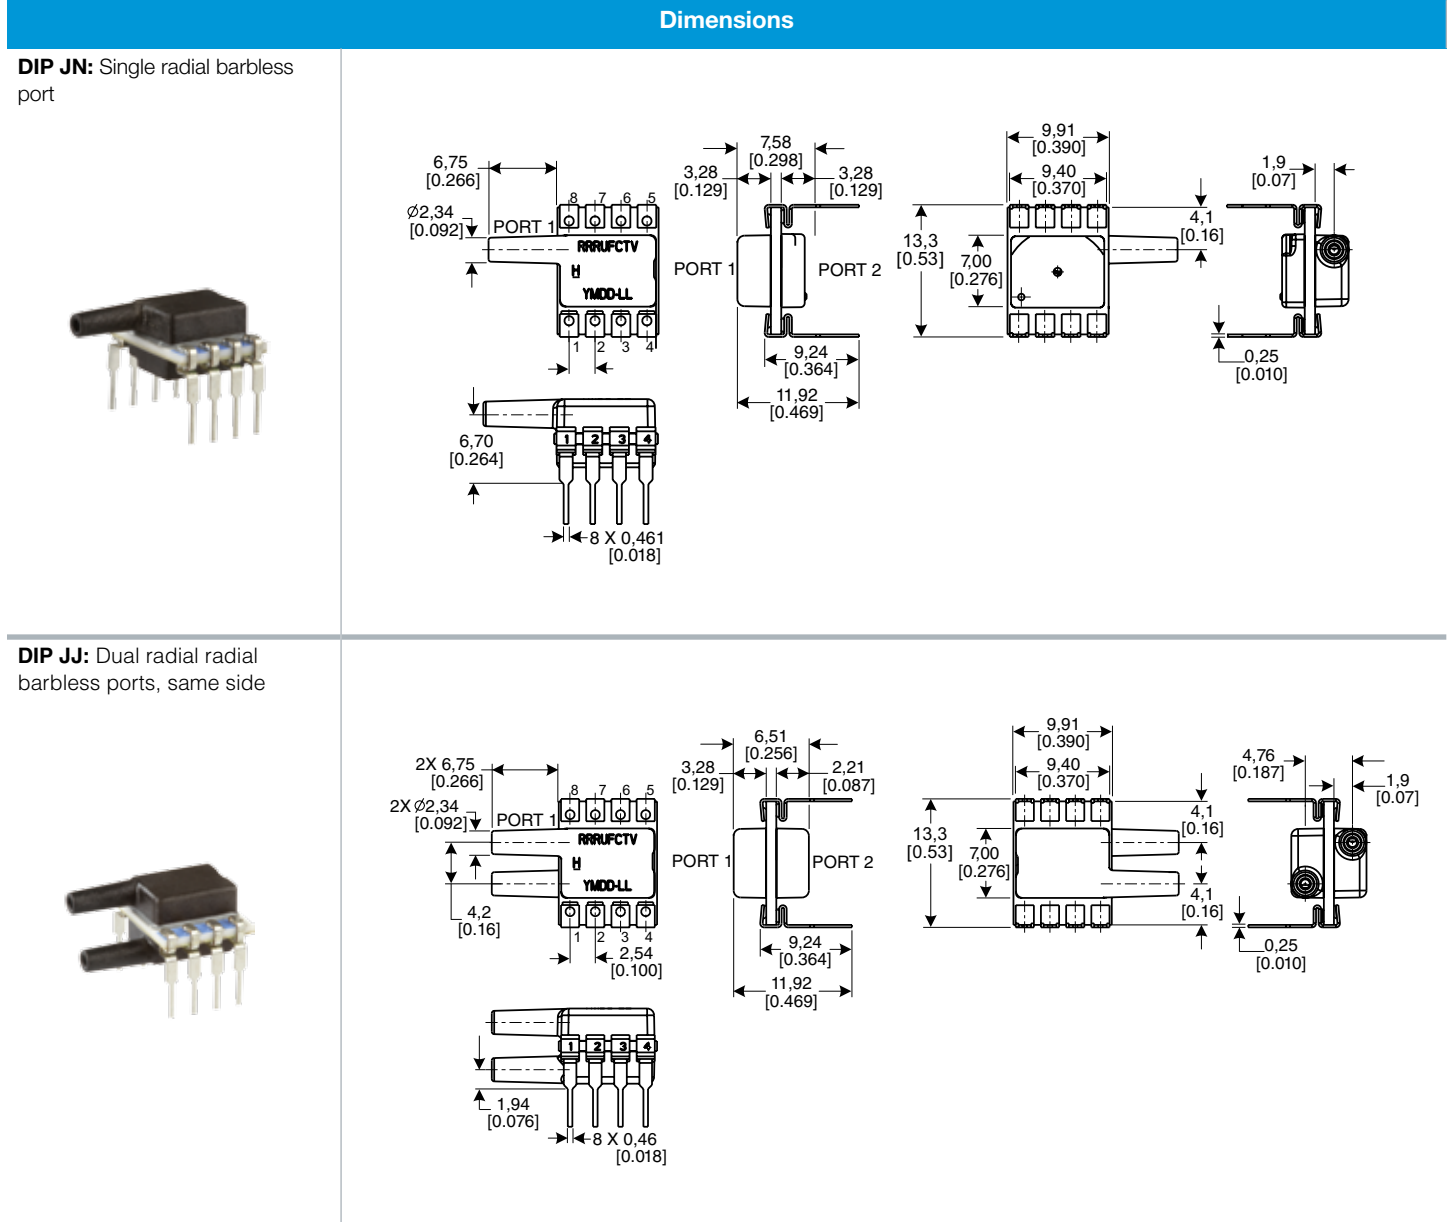 Dimensions
DIP JN: Single radial barbless
port
6,75
[0.266]
Ø2,34
[0.092]
PORT 1
8 7 6 5
RRRUFCTV
H
YMDD-LL
1 2 3 4
7,58
[0.298]
3,28
[0.129]
3,28
[0.129]
PORT 1
PORT 2
9,24
[0.364]
11,92
[0.469]
9,91
[0.390]
9,40
[0.370]
4,1
[0.16]
13,3
[0.53]
7,00
[0.276]
1,9
[0.07]
0,25
[0.010]
6,70
[0.264]
1 2 3 4
8 X 0,461
[0.018]
DIP JJ: Dual radial radial
barbless ports, same side
2X 6,75
[0.266]
2X Ø2,34
[0.092]
PORT 1
8 7 6 5
RRRUFCTV
H
YMDD-LL
4,2
[0.16]
1 2 3 4
2,54
[0.100]
6,51
[0.256]
3,28
[0.129]
2,21
[0.087]
PORT 1
PORT 2
9,24
[0.364]
11,92
[0.469]
9,91
[0.390]
9,40
[0.370]
4,1
[0.16]
13,3
[0.53]
7,00
[0.276]
4,1
[0.16]
4,76
[0.187]
1,9
[0.07]
0,25
[0.010]
1 2 3 4
1,94
[0.076]
8 X 0,46
[0.018]